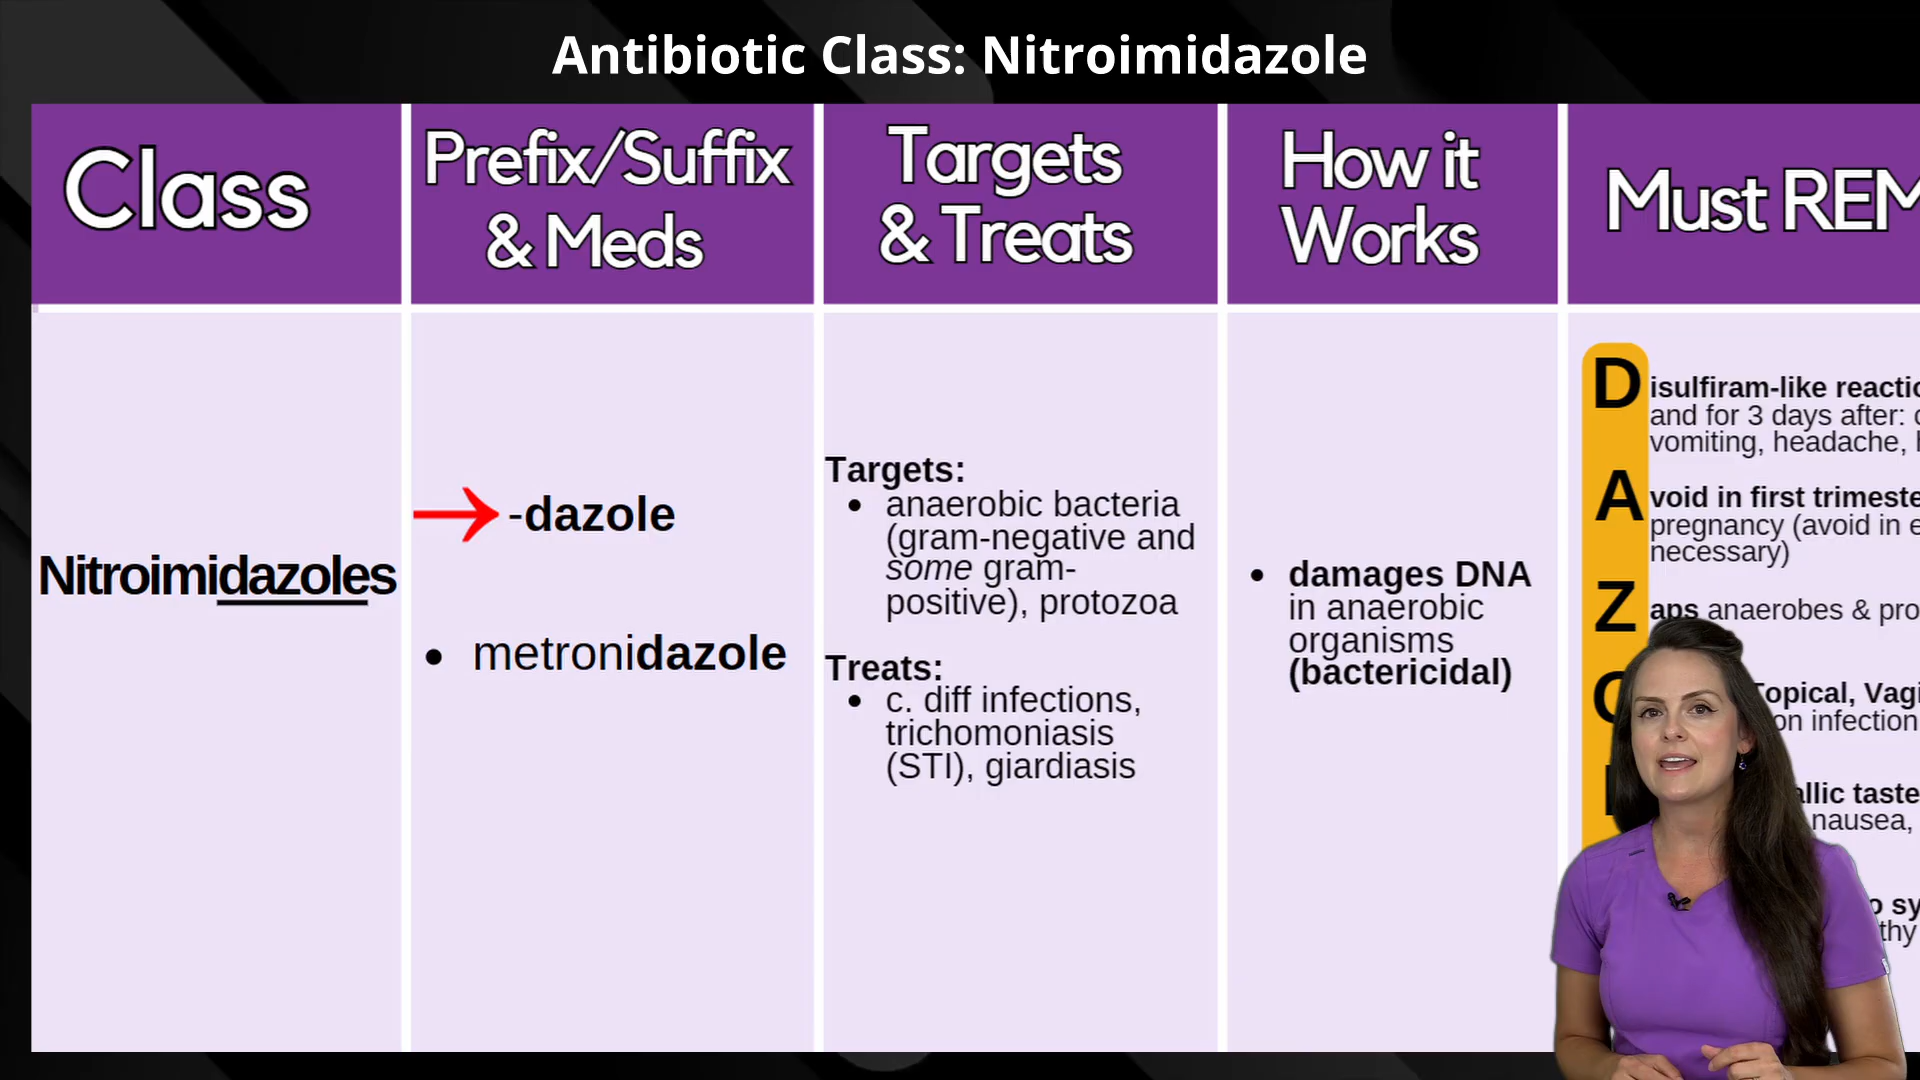 Antibiotic Class: Nitroimidazole
Class
Prefix/Suffix
& Meds
Targets
& Treats
How it
Works
Must REM
Nitroimidazoles
-dazole
• metronidazole
Targets:
• anaerobic bacteria
(gram-negative and
some gram-
positive), protozoa
Treats:
• c. diff infections,
trichomoniasis
(STI), giardiasis
• damages DNA
in anaerobic
organisms
(bactericidal)
D
isulfiram-like reactio
and for 3 days after:
vomiting, headache,
A
void in first trimeste
pregnancy (avoid in e
necessary)
Z
aps anaerobes & pro
Topical, Vagi
on infection
allic taste
nausea,
o sy
thy